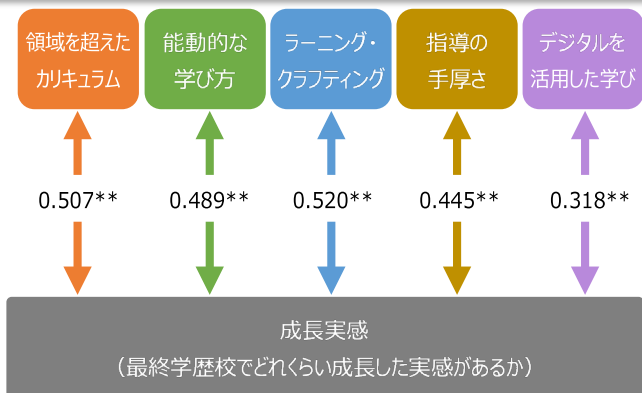 領域を超えた
カリキュラム
能動的な
学び方
ラーニング・
クラフティング
指導の
手厚さ
デジタルを
活用した学び
0.507**
0.489**
0.520**
0.445**
0.318**
成長実感
（最終学歴校でどれくらい成長した実感があるか）